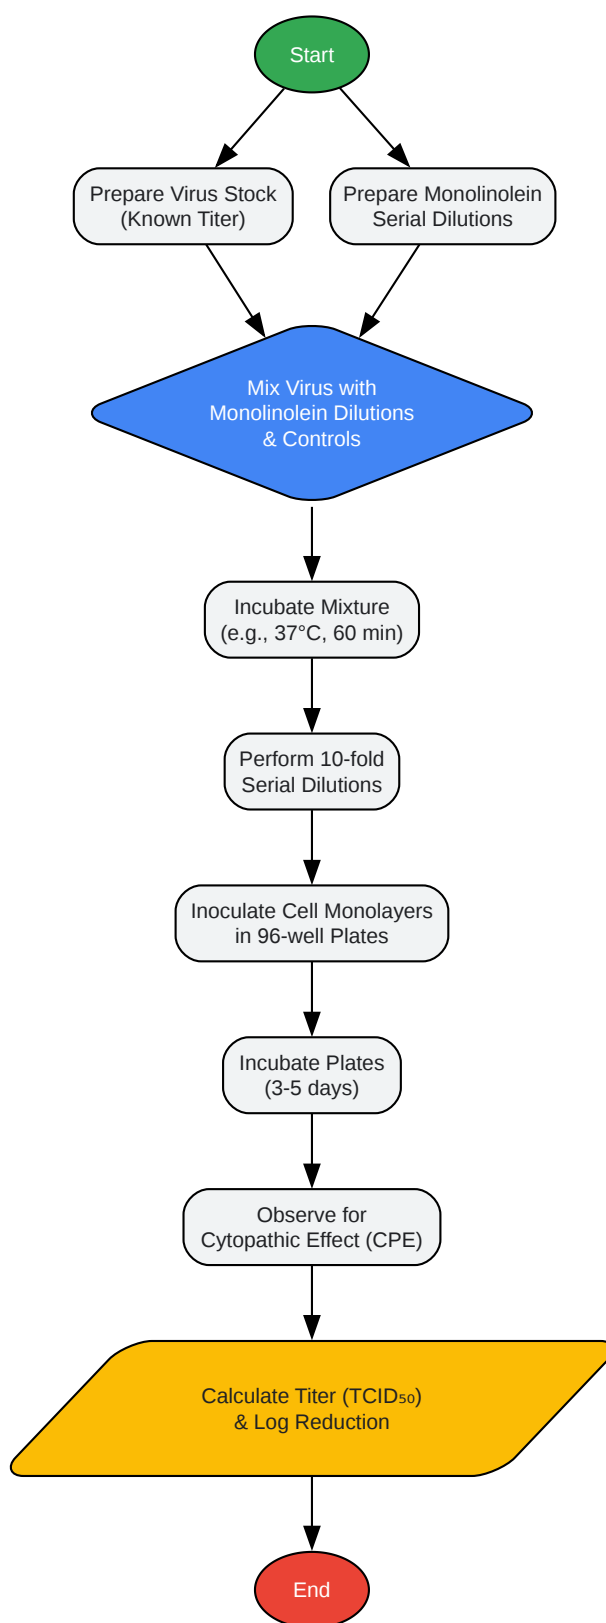 Start
Prepare Virus Stock
(Known Titer)
Prepare Monolinolein
Serial Dilutions
Mix Virus with
Monolinolein Dilutions
& Controls
Incubate Mixture
(e.g., 37°C, 60 min)
Perform 10-fold
Serial Dilutions
Inoculate Cell Monolayers
in 96-well Plates
Incubate Plates
(3-5 days)
Observe for
Cytopathic Effect (CPE)
Calculate Titer (TCID₅₀)
& Log Reduction
End